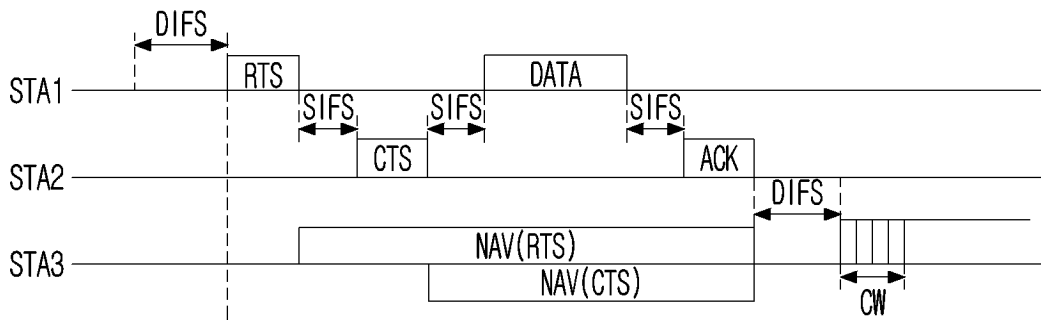 DIFS
RTS
DATA
STA1
SIFS
SIFS
SIFS
CTS
ACK
STA2
DIFS
NAV(RTS)
STA3
NAV(CTS)
CW